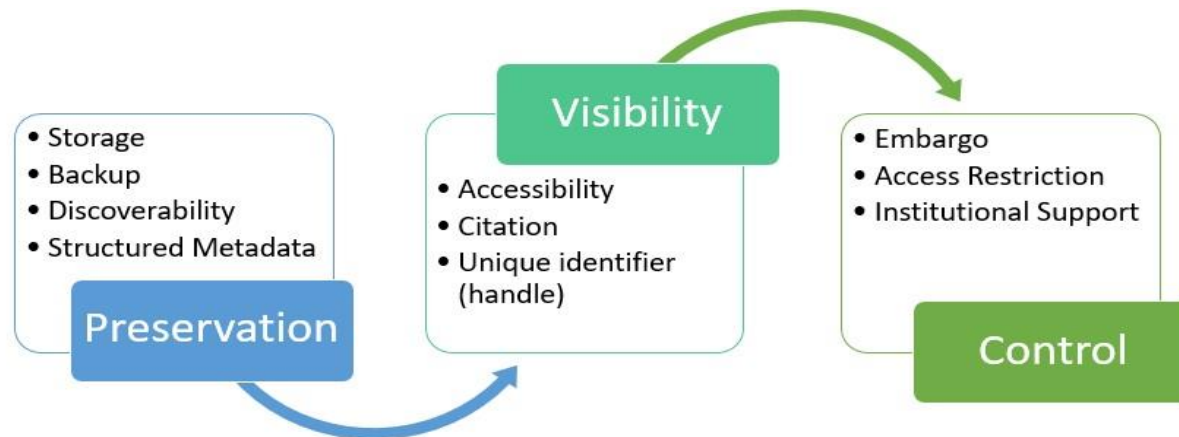 • Storage
• Backup
• Discoverability
• Structured Metadata
Preservation
Visibility
• Accessibility
• Citation
• Unique identifier
(handle)
• Embargo
• Access Restriction
• Institutional Support
Control